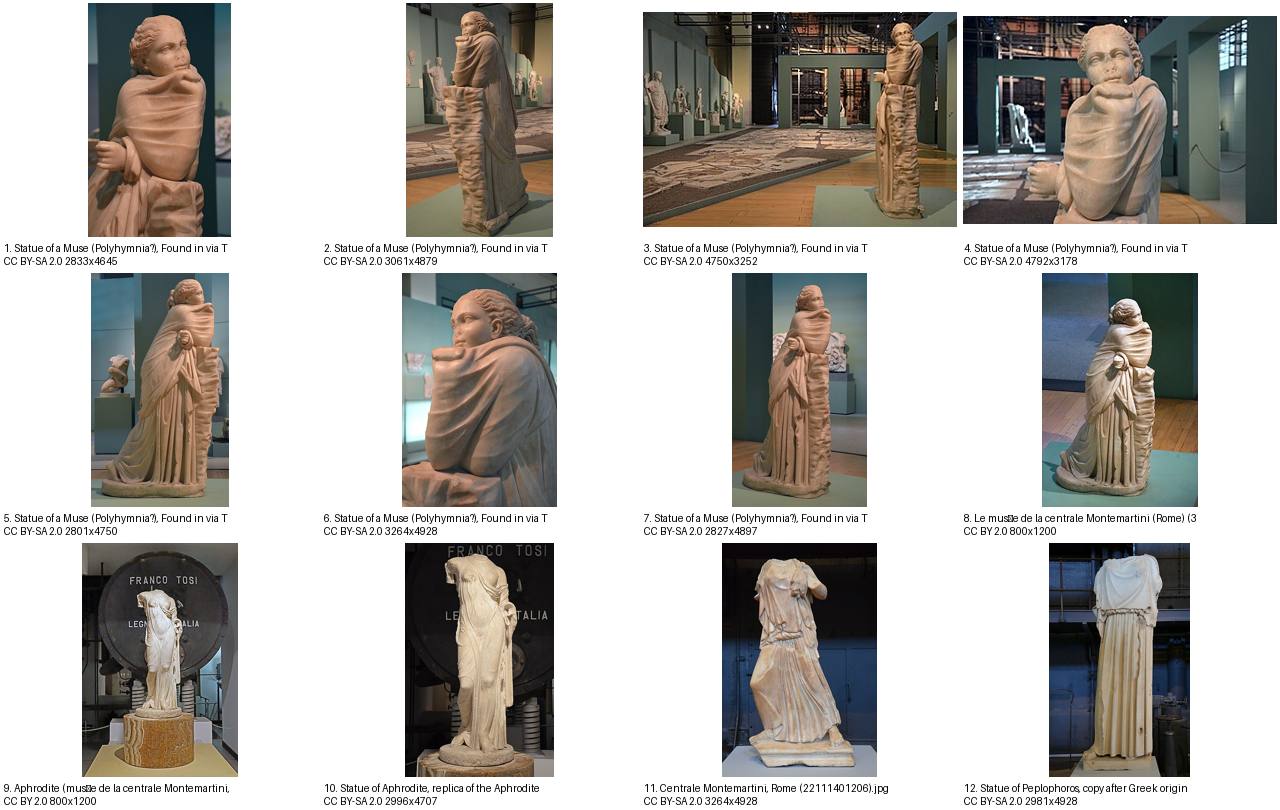 1. Statue of a Muse (Polyhymnia?), Found in via T
CC BY-SA 2.0 2833x4645
2. Statue of a Muse (Polyhymnia?), Found in via T
CC BY-SA 2.0 3061x4879
3. Statue of a Muse (Polyhymnia?), Found in via T
CC BY-SA 2.0 4750x3252
4. Statue of a Muse (Polyhymnia?), Found in via T
CC BY-SA 2.0 4792x3178
5. Statue of a Muse (Polyhymnia?), Found in via T
CC BY-SA 2.0 2801x4750
6. Statue of a Muse (Polyhymnia?), Found in via T
CC BY-SA 2.0 3264x4928
7. Statue of a Muse (Polyhymnia?), Found in via T
CC BY-SA 2.0 2827x4897
8. Le mus▯e de la centrale Montemartini (Rome) (3
CC BY 2.0 800x1200
FRANCO TOSI
LEGN ALIA
FRANCO TOSI
LE TALIA
9. Aphrodite (mus▯e de la centrale Montemartini,
CC BY 2.0 800x1200
10. Statue of Aphrodite, replica of the Aphrodite
CC BY-SA 2.0 2996x4707
11. Centrale Montemartini, Rome (22111401206).jpg
CC BY-SA 2.0 3264x4928
12. Statue of Peplophoros, copy after Greek origin
CC BY-SA 2.0 2981x4928